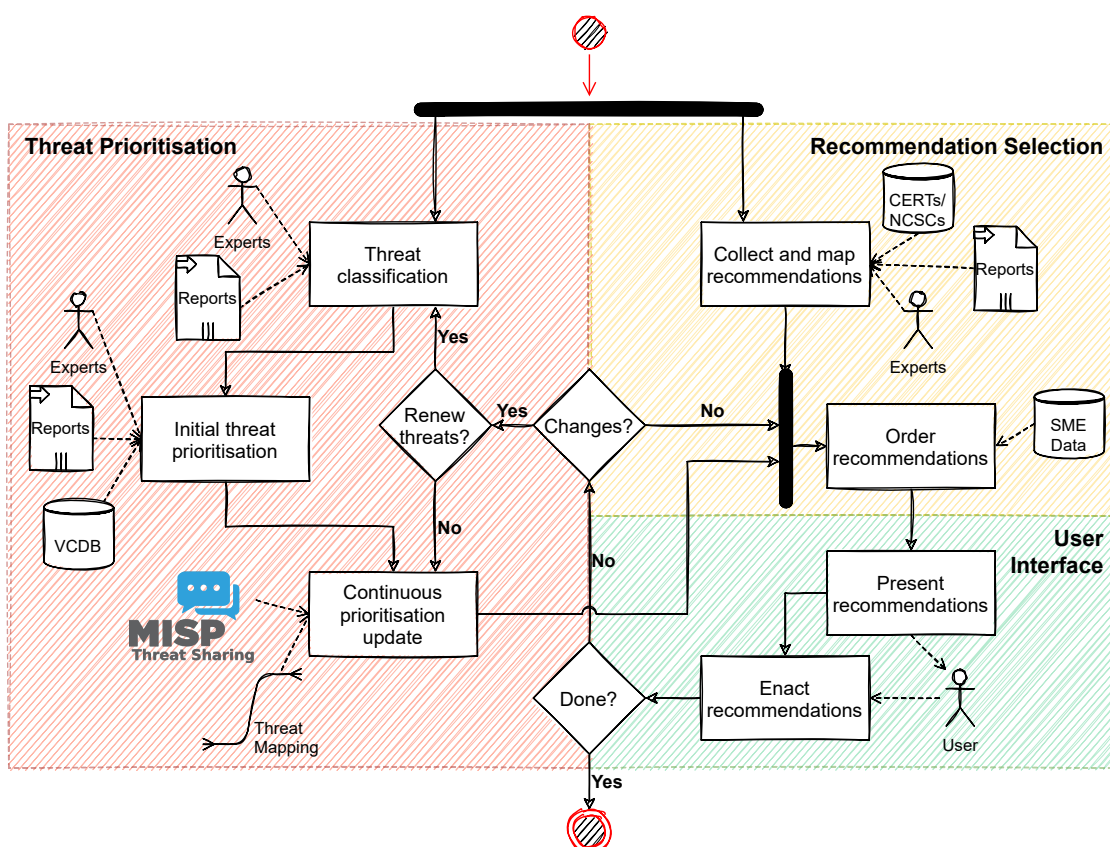 Threat Prioritisation
Recommendation Selection
Experts
Reports
Threat
classification
CERTs/
NCSCs
Collect and map
recommendations
Reports
Experts
Experts
Reports
VCDB
Initial threat
prioritisation
Yes
Renew
threats?
Yes
Changes?
No
Order
recommendations
SME
Data
No
No
User
Interface
MISP
Threat Sharing
Continuous
prioritisation
update
Present
recommendations
Threat
Mapping
Done?
Enact
recommendations
User
Yes